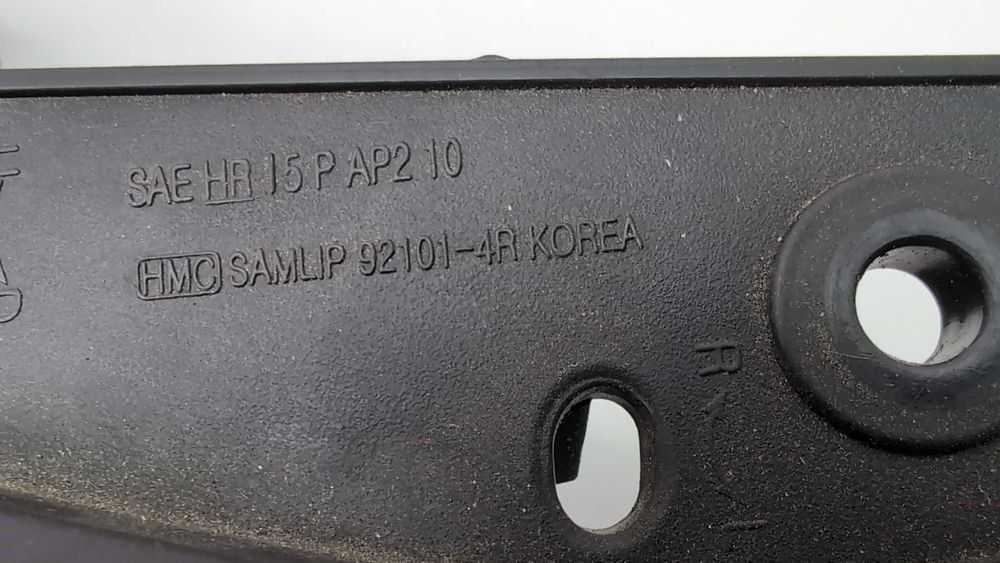 SAE HR 15 P AP2 10
HMC SAMLIP 92101-4R KOREA